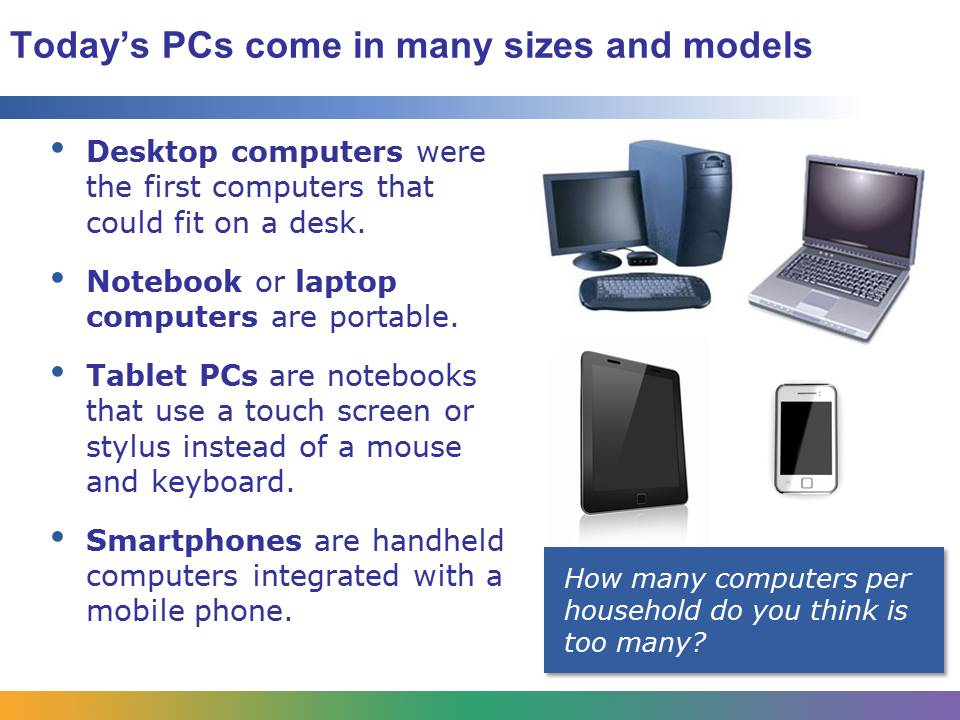 Today’s PCs come in many sizes and models
• Desktop computers were
the first computers that
could fit on a desk.
• Notebook or laptop
computers are portable.
• Tablet PCs are notebooks
that use a touch screen or
stylus instead of a mouse
and keyboard.
• Smartphones are handheld
computers integrated with a
mobile phone.
How many computers per
household do you think is
too many?